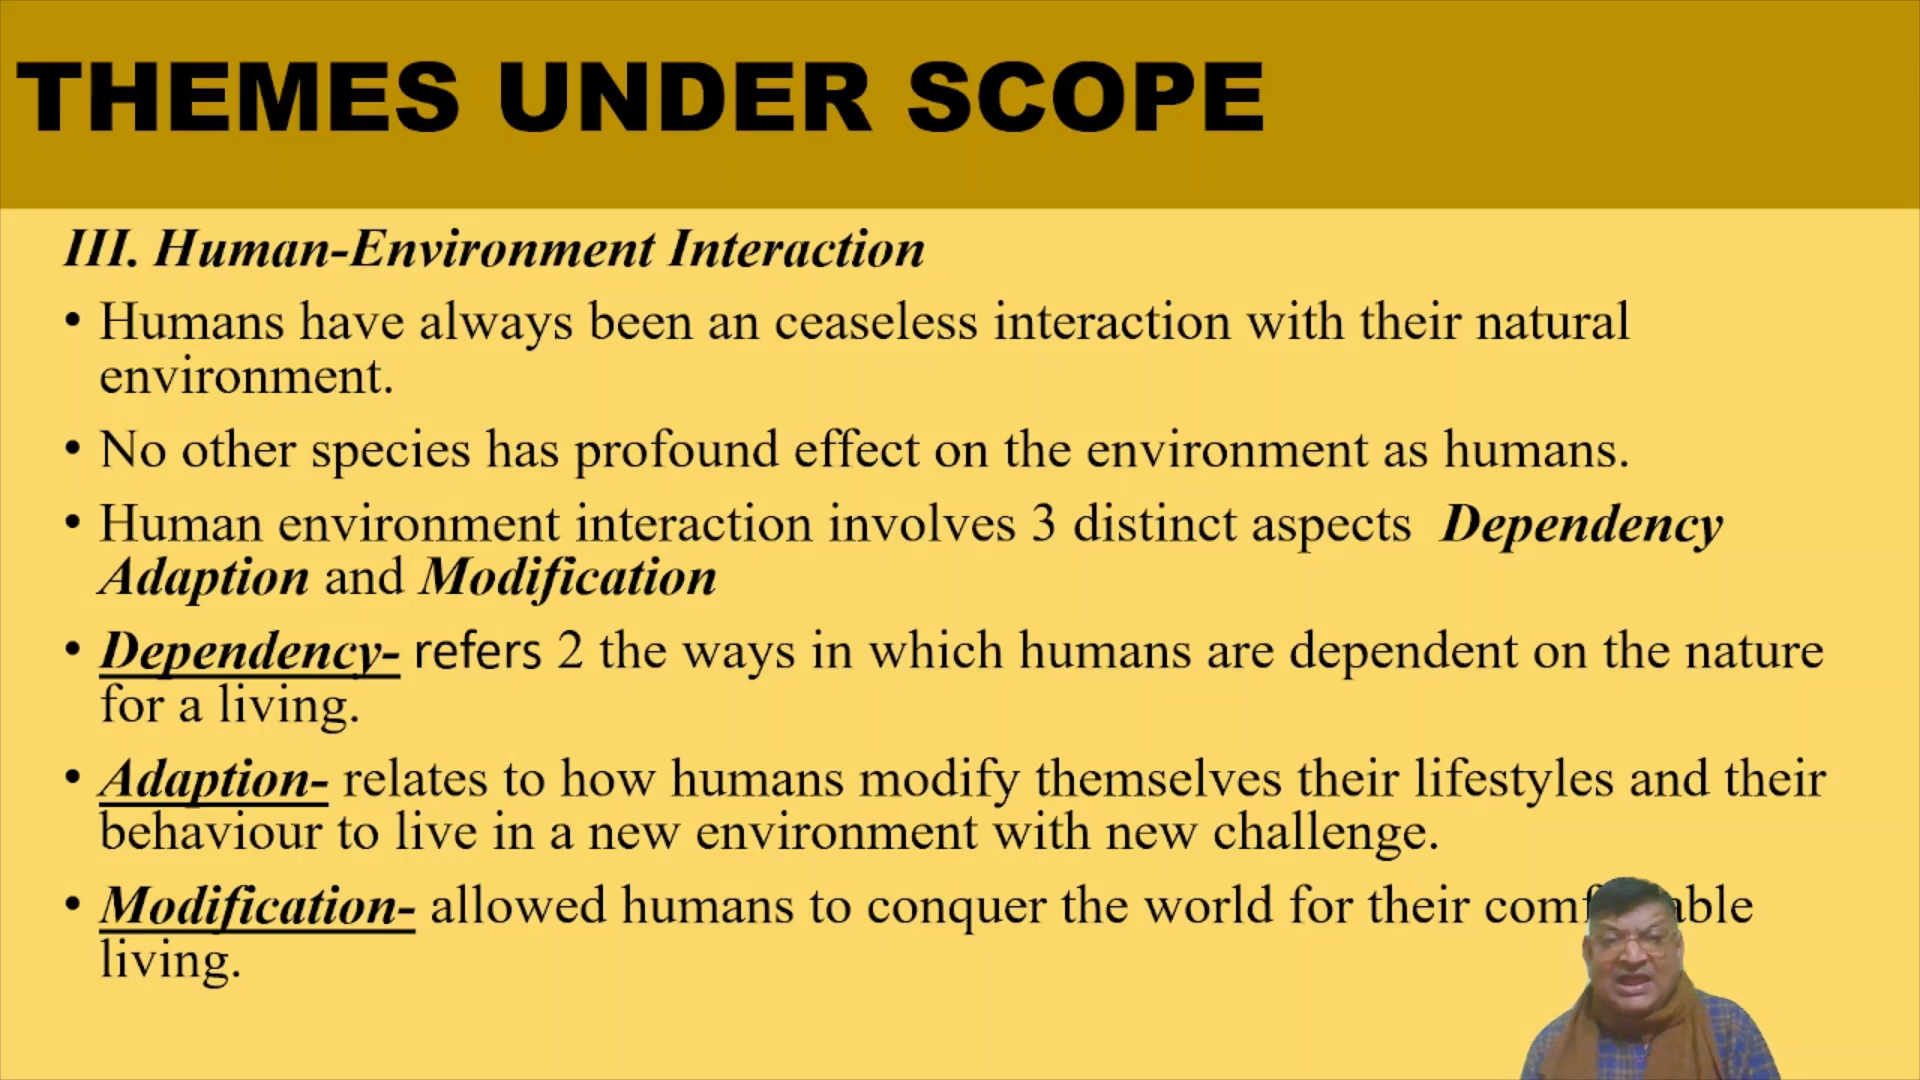 THEMES UNDER SCOPE
III. Human-Environment Interaction
• Humans have always been an ceaseless interaction with their natural
environment.
• No other species has profound effect on the environment as humans.
• Human environment interaction involves 3 distinct aspects Dependency
Adaption and Modification
• Dependency- refers 2 the ways in which humans are dependent on the nature
for a living.
• Adaption- relates to how humans modify themselves their lifestyles and their
behaviour to live in a new environment with new challenge.
• Modification- allowed humans to conquer the world for their
living.